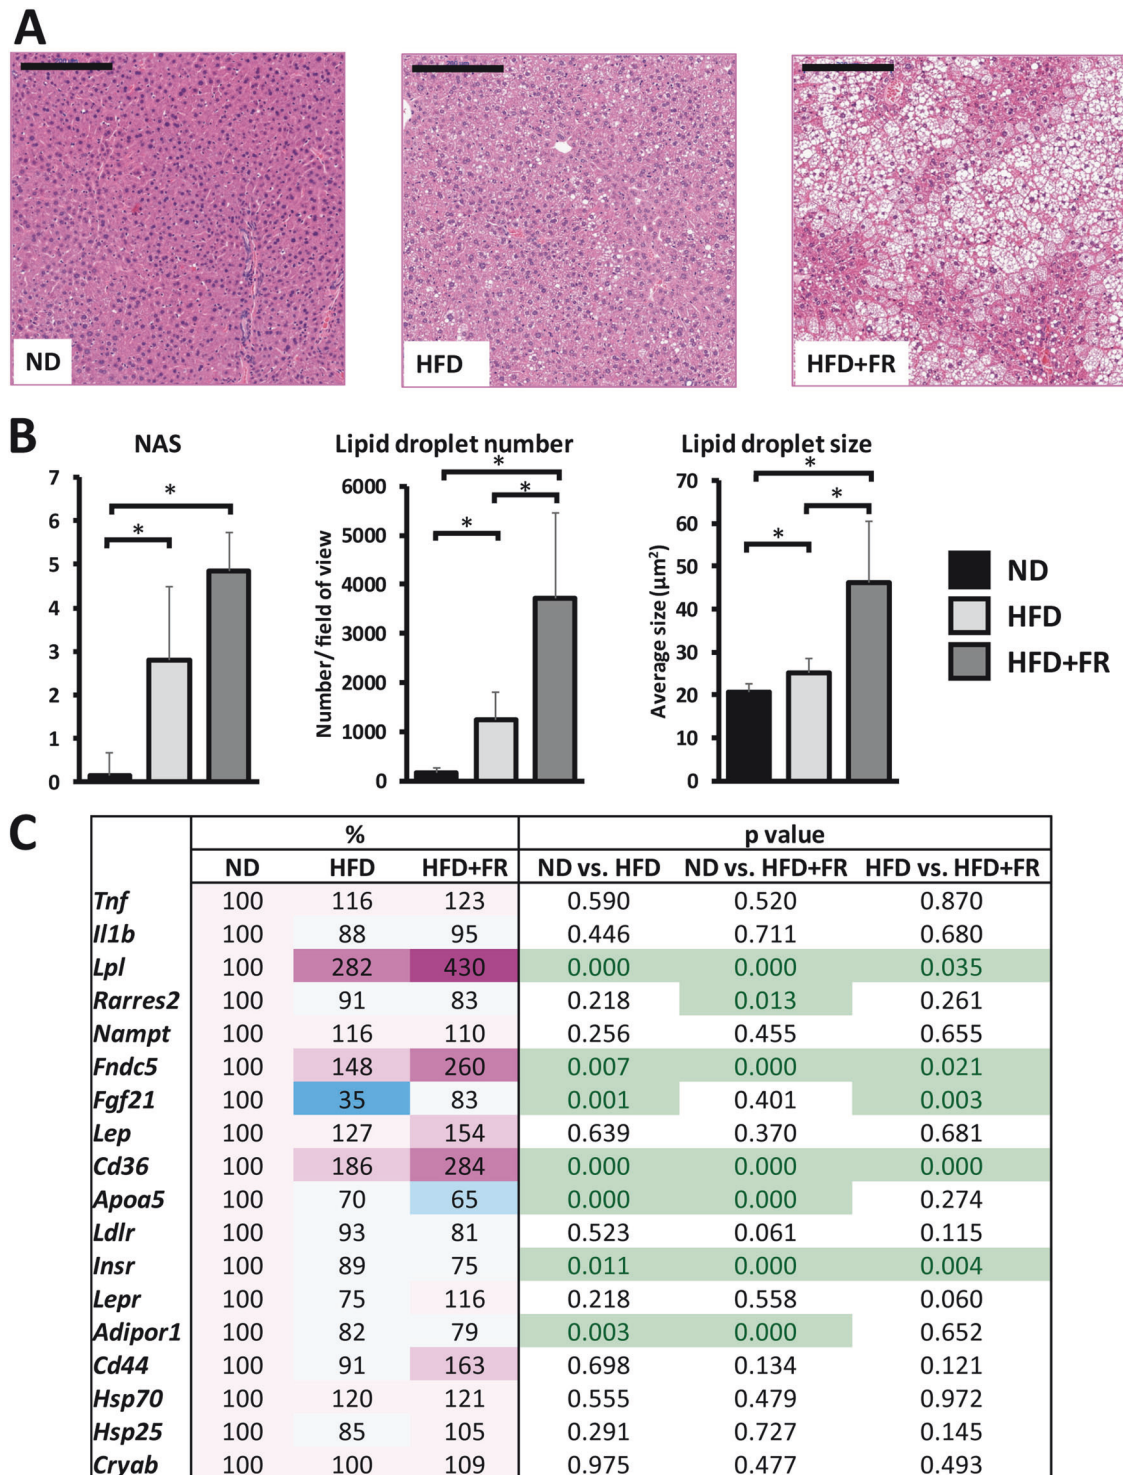 A
ND
HFD
HFD+FR
B
NAS
Lipid droplet number
Lipid droplet size
7
6
5
4
3
2
1
0
*
*
Number/ field of view
6000
5000
4000
3000
2000
1000
0
*
*
*
Average size (µm²)
70
60
50
40
30
20
10
0
*
*
*
ND
HFD
HFD+FR
C
% p value
ND HFD HFD+FR ND vs. HFD ND vs. HFD+FR HFD vs. HFD+FR
Tnf 100 116 123 0.590 0.520 0.870
Il1b 100 88 95 0.446 0.711 0.680
Lpl 100 282 430 0.000 0.000 0.035
Rarres2 100 91 83 0.218 0.013 0.261
Nampt 100 116 110 0.256 0.455 0.655
Fndc5 100 148 260 0.007 0.000 0.021
Fgf21 100 35 83 0.001 0.401 0.003
Lep 100 127 154 0.639 0.370 0.681
Cd36 100 186 284 0.000 0.000 0.000
Apoa5 100 70 65 0.000 0.000 0.274
Ldlr 100 93 81 0.523 0.061 0.115
Insr 100 89 75 0.011 0.000 0.004
Lepr 100 75 116 0.218 0.558 0.060
Adipor1 100 82 79 0.003 0.000 0.652
Cd44 100 91 163 0.698 0.134 0.121
Hsp70 100 120 121 0.555 0.479 0.972
Hsp25 100 85 105 0.291 0.727 0.145
Cryab 100 100 109 0.975 0.477 0.493